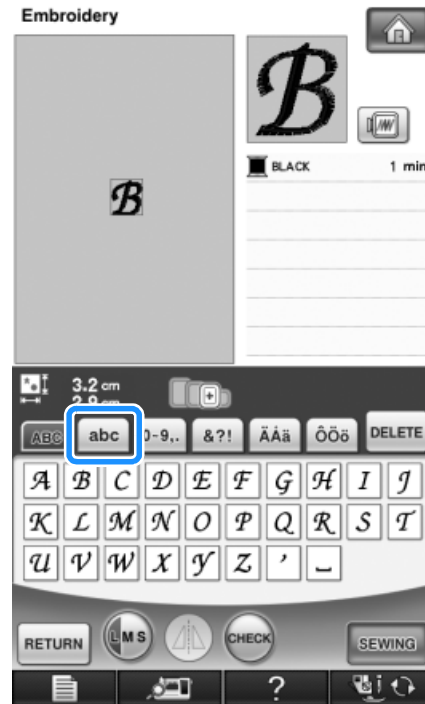 Embroidery
B
BLACK 1 min
B
3.2 cm
2.9 cm
ABC abc 0-9,. &?! ÄÅä ÔÖö DELETE
A B C D E F G H I J
K L M N O P Q R S T
U V W X Y Z ’ ⎵
RETURN L M S CHECK SEWING
?